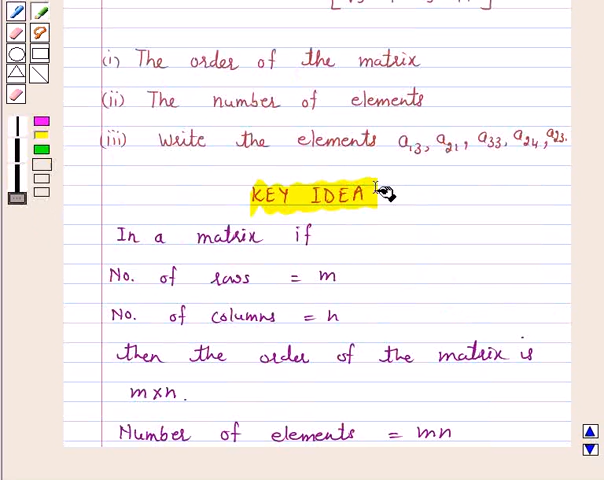 (i) The order of the matrix
(ii) The number of elements
(iii) Write the elements a₁₃, a₂₁, a₃₃, a₂₄, a₂₃.
KEY IDEA
In a matrix if
No. of rows = m
No. of columns = n
then the order of the matrix is
m×n.
Number of elements = mn